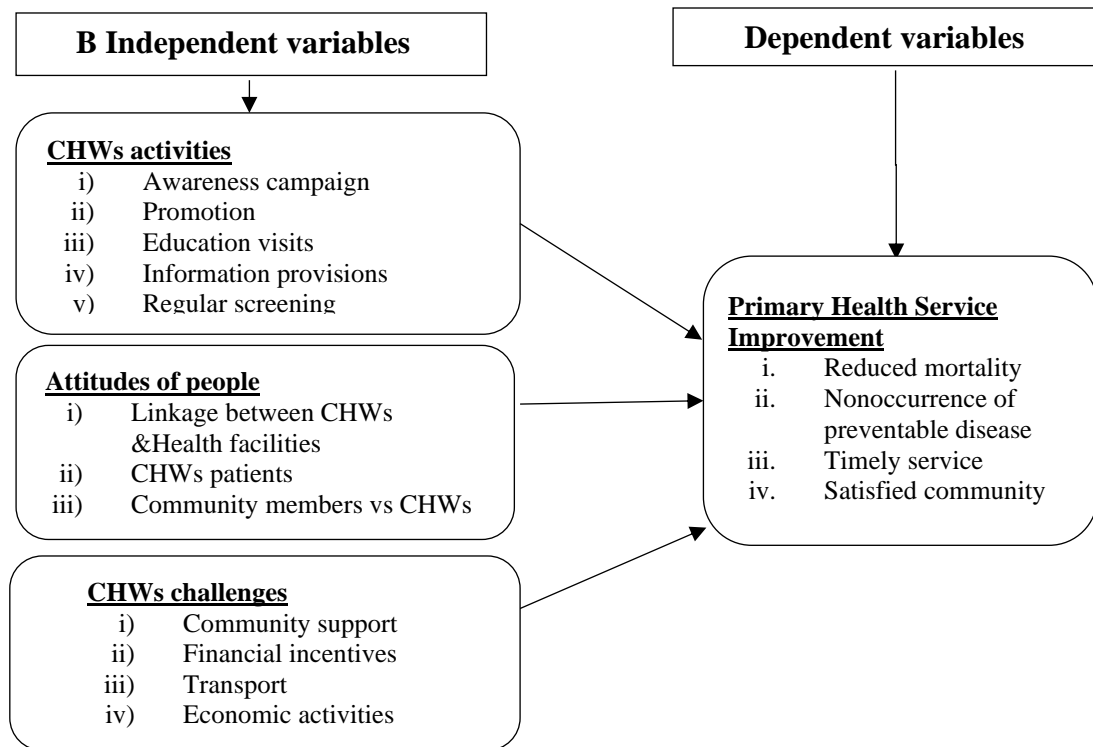 B Independent variables
Dependent variables
CHWs activities
i) Awareness campaign
ii) Promotion
iii) Education visits
iv) Information provisions
v) Regular screening
Attitudes of people
i) Linkage between CHWs
&Health facilities
ii) CHWs patients
iii) Community members vs CHWs
CHWs challenges
i) Community support
ii) Financial incentives
iii) Transport
iv) Economic activities
Primary Health Service
Improvement
i. Reduced mortality
ii. Nonoccurrence of
preventable disease
iii. Timely service
iv. Satisfied community